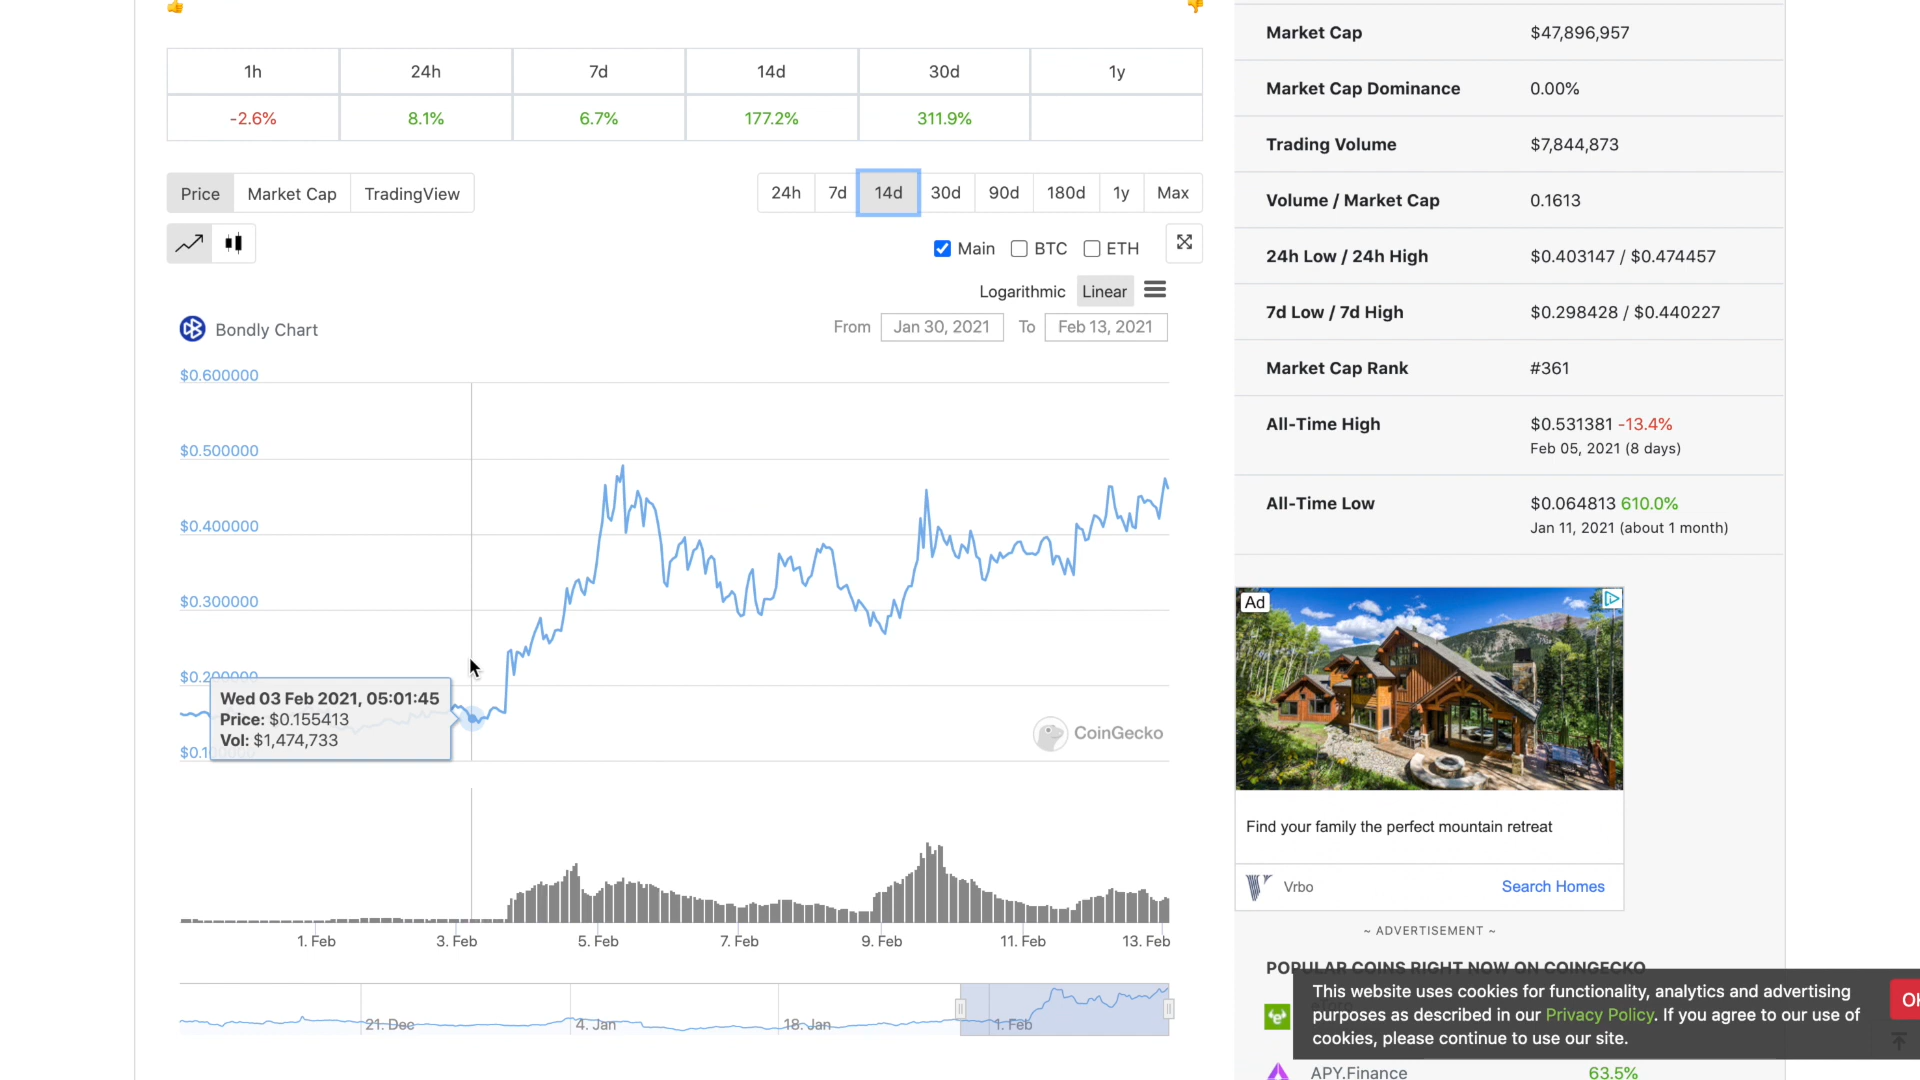 1h 24h 7d 14d 30d 1y
-2.6% 8.1% 6.7% 177.2% 311.9%
Price Market Cap TradingView
24h 7d 14d 30d 90d 180d 1y Max
Main BTC ETH
Logarithmic Linear
Bondly Chart
From Jan 30, 2021 To Feb 13, 2021
$0.600000
$0.500000
$0.400000
$0.300000
$0.200000
Wed 03 Feb 2021, 05:01:45
Price: $0.155413
Vol: $1,474,733
$0.100000
CoinGecko
1. Feb 3. Feb 5. Feb 7. Feb 9. Feb 11. Feb 13. Feb
21. Dec 4. Jan 18. Jan 1. Feb
Market Cap $47,896,957
Market Cap Dominance 0.00%
Trading Volume $7,844,873
Volume / Market Cap 0.1613
24h Low / 24h High $0.403147 / $0.474457
7d Low / 7d High $0.298428 / $0.440227
Market Cap Rank #361
All-Time High $0.531381 -13.4%
Feb 05, 2021 (8 days)
All-Time Low $0.064813 610.0%
Jan 11, 2021 (about 1 month)
Ad
Find your family the perfect mountain retreat
Vrbo Search Homes
~ ADVERTISEMENT ~
POPULAR COINS RIGHT NOW ON COINGECKO
This website uses cookies for functionality, analytics and advertising
purposes as described in our Privacy Policy. If you agree to our use of
cookies, please continue to use our site.
APY.Finance 63.5%